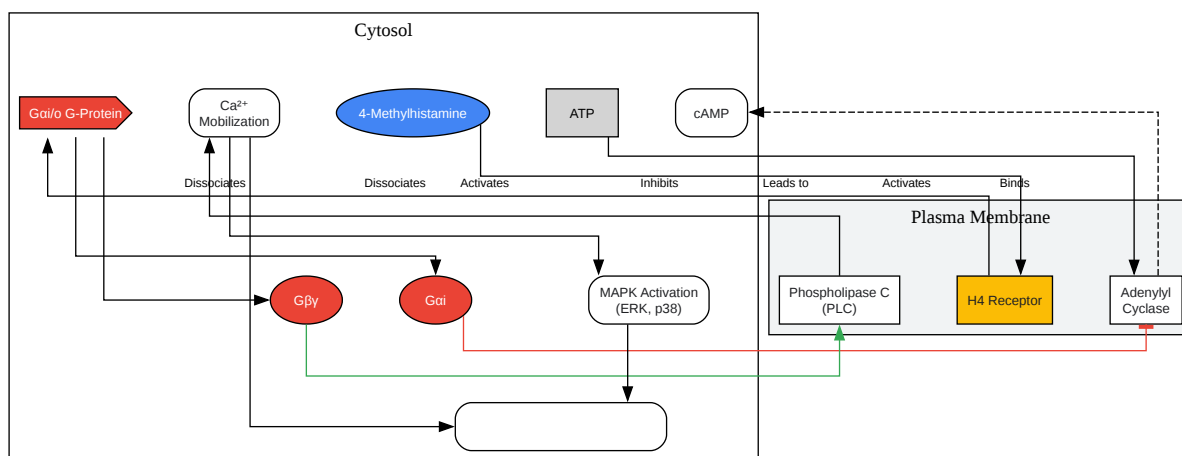 Cytosol
Gαi/o G-Protein
Ca²⁺
Mobilization
4-Methylhistamine
ATP
cAMP
Dissociates
Dissociates
Activates
Inhibits
Leads to
Activates
Binds
Plasma Membrane
Gβγ
Gαi
MAPK Activation
(ERK, p38)
Phospholipase C
(PLC)
H4 Receptor
Adenylyl
Cyclase